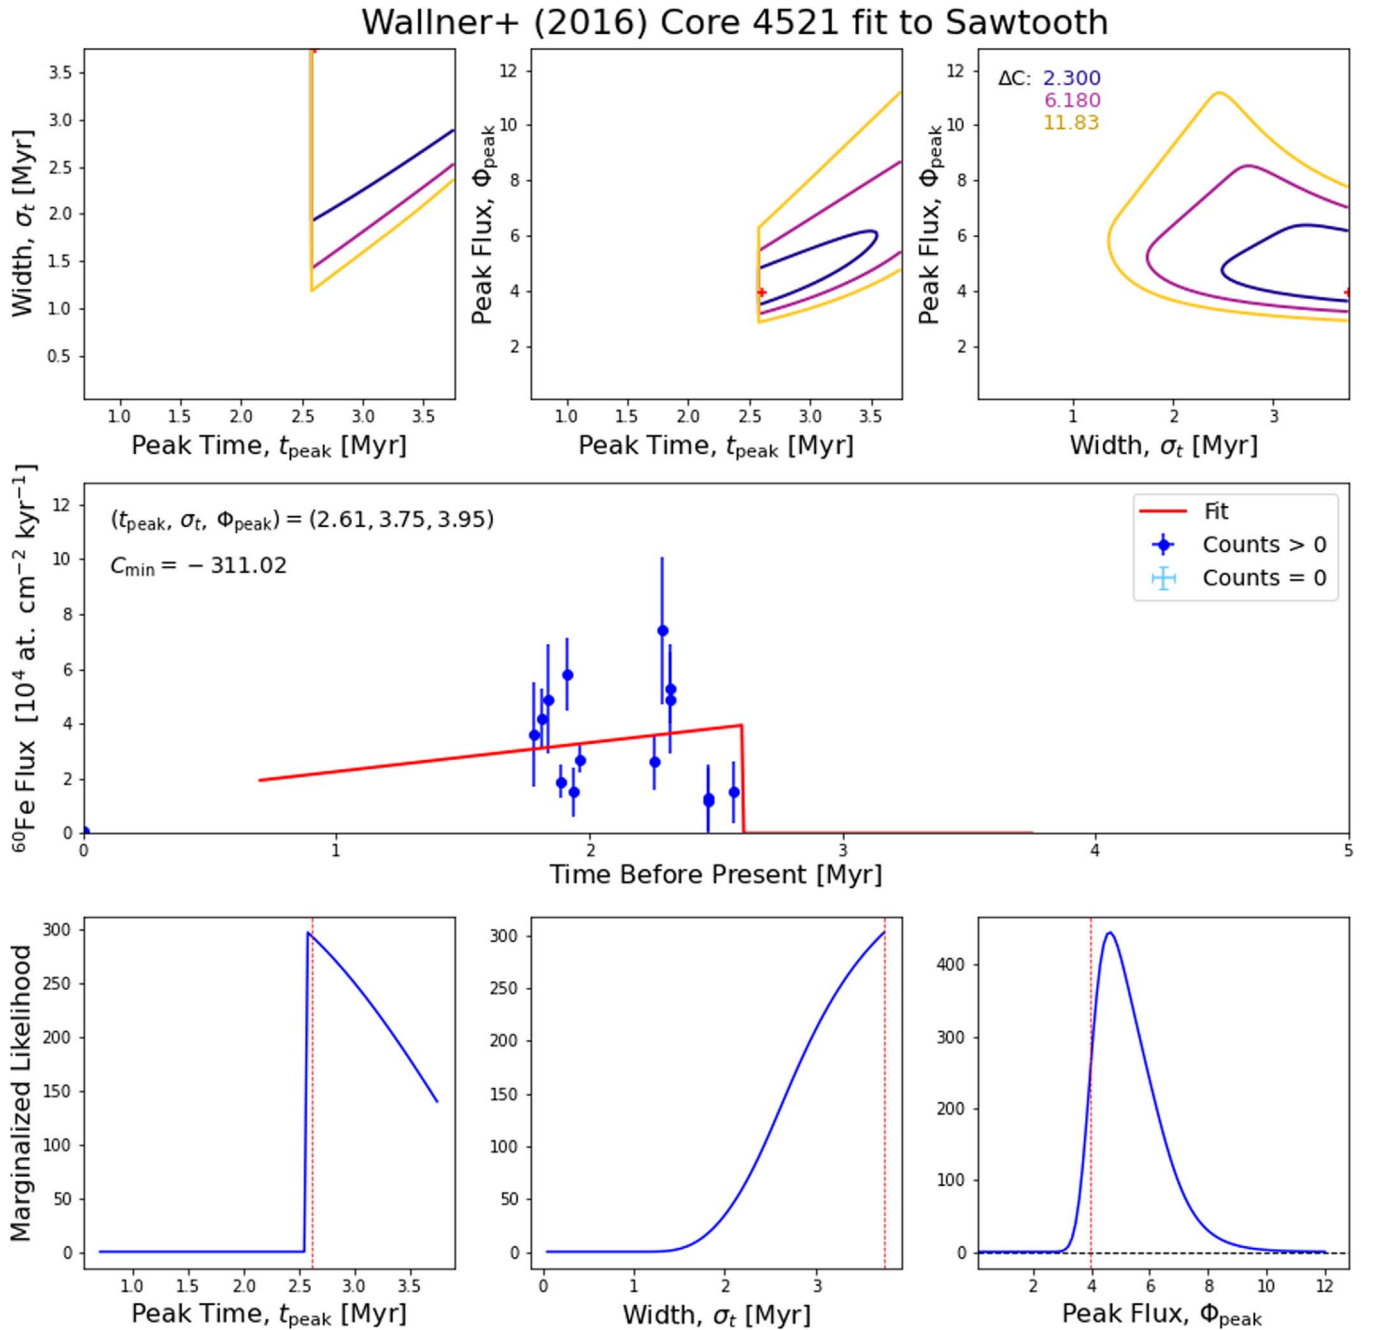 Wallner+ (2016) Core 4521 fit to Sawtooth
Width, σt [Myr]
3.5
3.0
2.5
2.0
1.5
1.0
0.5
1.0 1.5 2.0 2.5 3.0 3.5
Peak Time, tpeak [Myr]
Peak Flux, Φpeak
12
10
8
6
4
2
1.0 1.5 2.0 2.5 3.0 3.5
Peak Time, tpeak [Myr]
Peak Flux, Φpeak
12
10
8
6
4
2
ΔC: 2.300
6.180
11.83
1 2 3
Width, σt [Myr]
⁶⁰Fe Flux [10⁴ at. cm⁻² kyr⁻¹]
12
10
8
6
4
2
0
(tpeak, σt, Φpeak) = (2.61, 3.75, 3.95)
Cmin = − 311.02
Fit
Counts > 0
Counts = 0
0 1 2 3 4 5
Time Before Present [Myr]
Marginalized Likelihood
300
250
200
150
100
50
0
1.0 1.5 2.0 2.5 3.0 3.5
Peak Time, tpeak [Myr]
300
250
200
150
100
50
0
0 1 2 3
Width, σt [Myr]
400
300
200
100
0
2 4 6 8 10 12
Peak Flux, Φpeak